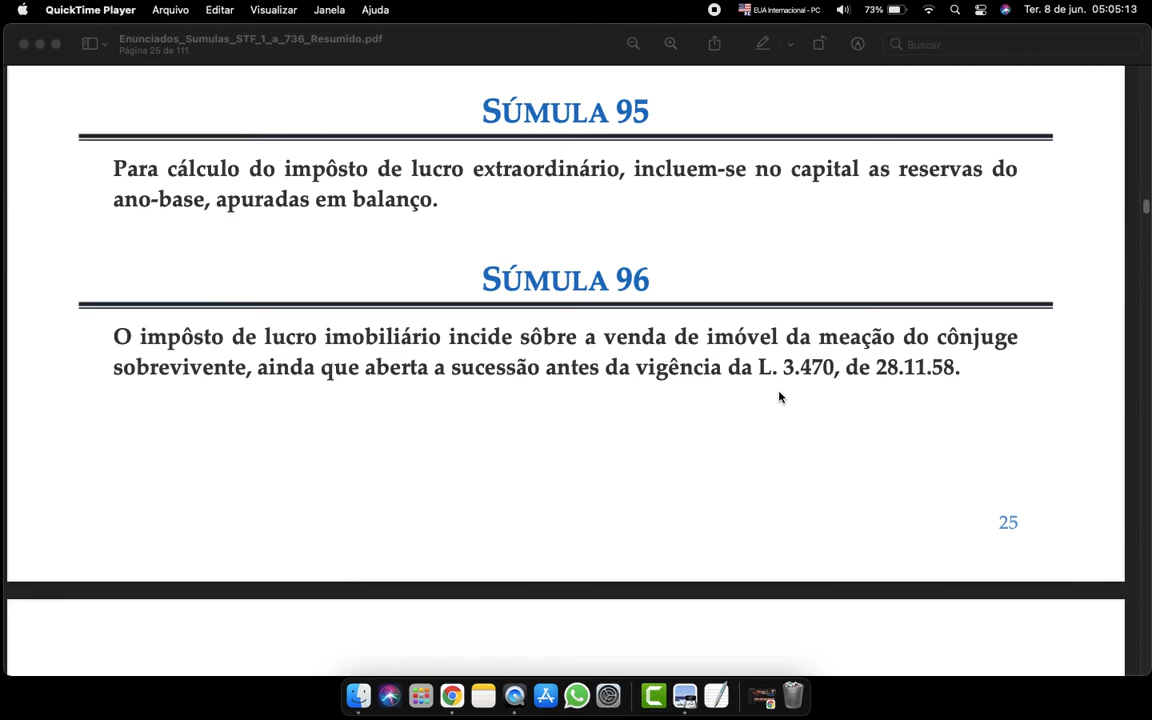 QuickTime Player Arquivo Editar Visualizar Janela Ajuda EUA Internacional - PC 73% Ter. 8 de jun. 05:05:13
Enunciados_Sumulas_STF_1_a_736_Resumido.pdf
Página 25 de 111
Buscar
SÚMULA 95
Para cálculo do impôsto de lucro extraordinário, incluem-se no capital as reservas do
ano-base, apuradas em balanço.
SÚMULA 96
O impôsto de lucro imobiliário incide sôbre a venda de imóvel da meação do cônjuge
sobrevivente, ainda que aberta a sucessão antes da vigência da L. 3.470, de 28.11.58.
25